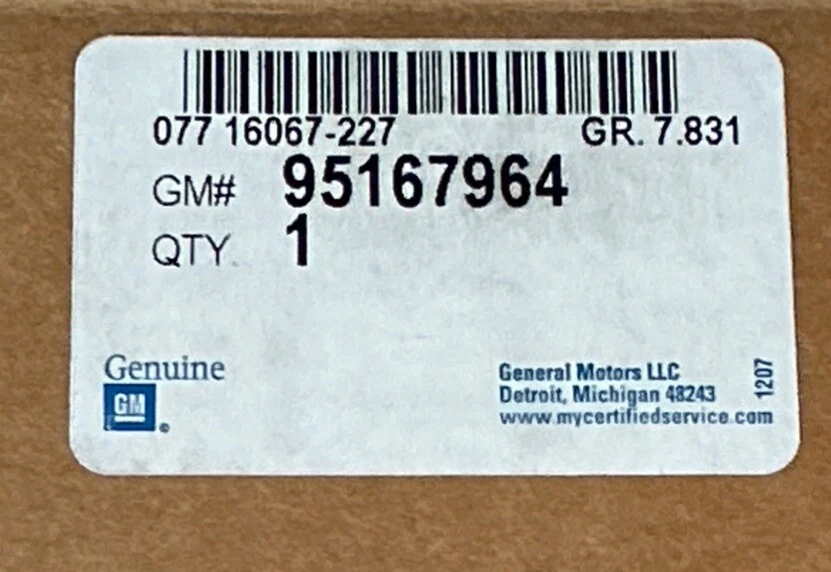 077 16067-227 GR. 7.831
GM# 95167964
QTY. 1
Genuine
GM
General Motors LLC
Detroit, Michigan 48243
www.mycertifiedservice.com
1207